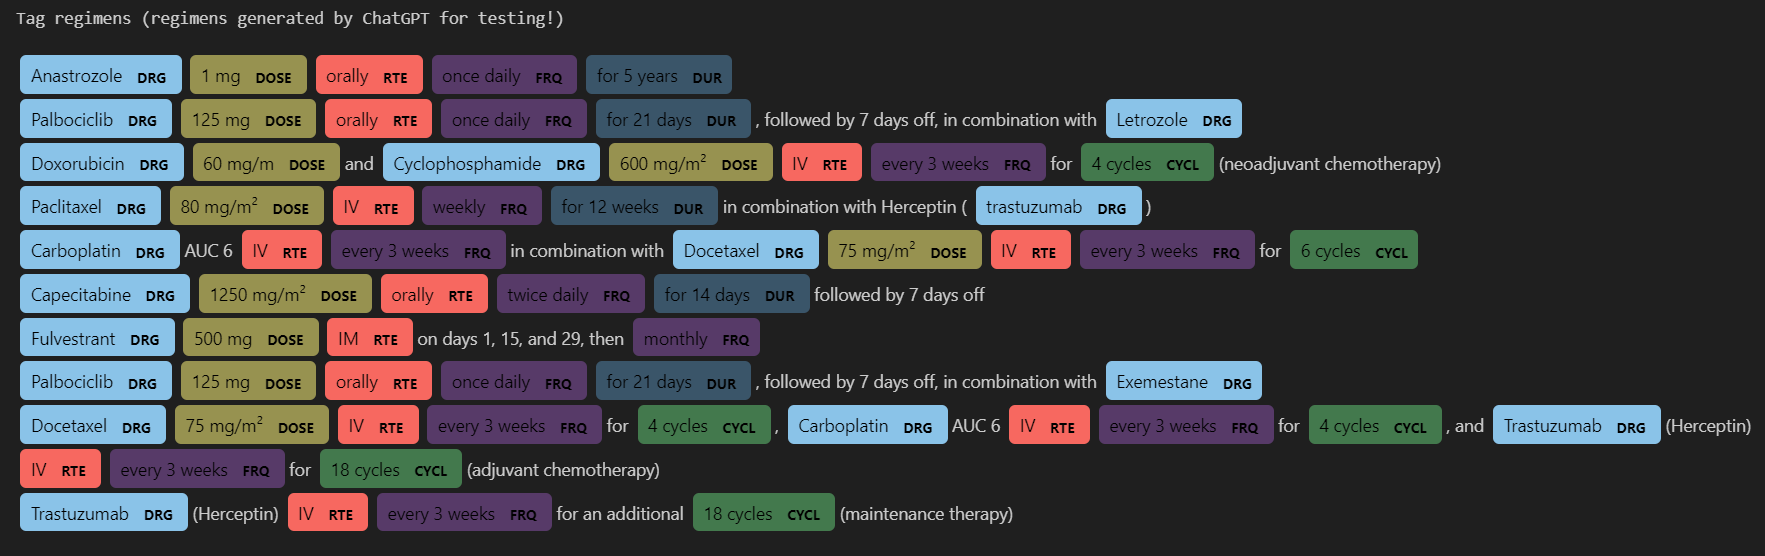 Tag regimens (regimens generated by ChatGPT for testing!)
Anastrozole DRG 1 mg DOSE orally RTE once daily FRQ for 5 years DUR
Palbociclib DRG 125 mg DOSE orally RTE once daily FRQ for 21 days DUR , followed by 7 days off, in combination with Letrozole DRG
Doxorubicin DRG 60 mg/m DOSE and Cyclophosphamide DRG 600 mg/m² DOSE IV RTE every 3 weeks FRQ for 4 cycles CYCL (neoadjuvant chemotherapy)
Paclitaxel DRG 80 mg/m² DOSE IV RTE weekly FRQ for 12 weeks DUR in combination with Herceptin ( trastuzumab DRG )
Carboplatin DRG AUC 6 IV RTE every 3 weeks FRQ in combination with Docetaxel DRG 75 mg/m² DOSE IV RTE every 3 weeks FRQ for 6 cycles CYCL
Capecitabine DRG 1250 mg/m² DOSE orally RTE twice daily FRQ for 14 days DUR followed by 7 days off
Fulvestrant DRG 500 mg DOSE IM RTE on days 1, 15, and 29, then monthly FRQ
Palbociclib DRG 125 mg DOSE orally RTE once daily FRQ for 21 days DUR , followed by 7 days off, in combination with Exemestane DRG
Docetaxel DRG 75 mg/m² DOSE IV RTE every 3 weeks FRQ for 4 cycles CYCL , Carboplatin DRG AUC 6 IV RTE every 3 weeks FRQ for 4 cycles CYCL , and Trastuzumab DRG (Herceptin)
IV RTE every 3 weeks FRQ for 18 cycles CYCL (adjuvant chemotherapy)
Trastuzumab DRG (Herceptin) IV RTE every 3 weeks FRQ for an additional 18 cycles CYCL (maintenance therapy)